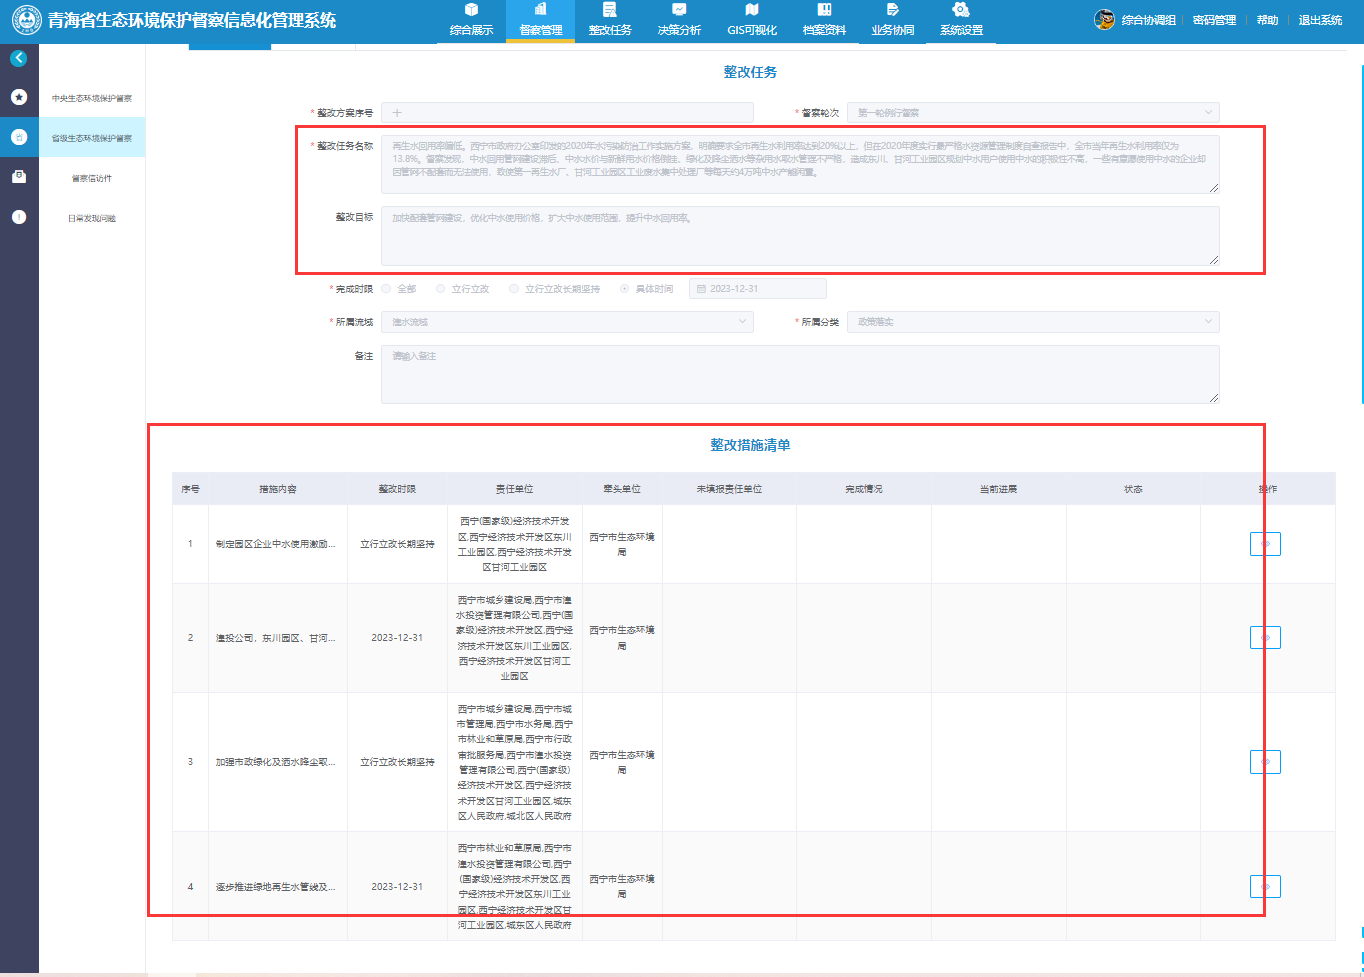 青海省生态环境保护督察信息化管理系统
综合展示 督察管理 整改任务 决策分析 GIS可视化 档案资料 业务协同 系统设置
综合协调组 密码管理 帮助 退出系统
中央生态环境保护督察
省级生态环境保护督察
督察信访件
日常发现问题
整改任务
* 整改方案序号 十 * 督察轮次 第一轮例行督察
* 整改任务名称 再生水回用率偏低。西宁市政府办公室印发的2020年水污染防治工作实施方案，明确要求全市再生水利用率达到20%以上，但在2020年度实行最严格水资源管理制度自查报告中，全市当年再生水利用率仅为
13.8%。督察发现，中水回用管网建设滞后，中水水价与新鲜用水价格倒挂，绿化及降尘洒水等杂用水取水管理不严格，造成东川、甘河工业园区规划中水用户使用中水的积极性不高，一些有意愿使用中水的企业却
因管网不配套而无法使用，致使第一再生水厂、甘河工业园区工业废水集中处理厂等每天约4万吨中水产能闲置。
整改目标 加快配套管网建设，优化中水使用价格，扩大中水使用范围，提升中水回用率。
* 完成时限 全部 立行立改 立行立改长期坚持 具体时间 2023-12-31
* 所属流域 湟水流域 * 所属分类 政策落实
备注 请输入备注
整改措施清单
序号 措施内容 整改时限 责任单位 牵头单位 未填报责任单位 完成情况 当前进展 状态 操作
西宁(国家级)经济技术开发
区,西宁经济技术开发区东川
工业园区,西宁经济技术开发
区甘河工业园区
1 制定园区企业中水使用激励... 立行立改长期坚持 西宁市生态环境
局
西宁市城乡建设局,西宁市湟
水投资管理有限公司,西宁(国
家级)经济技术开发区,西宁经
济技术开发区东川工业园区,
西宁经济技术开发区甘河工
业园区
2 湟投公司，东川园区、甘河... 2023-12-31 西宁市生态环境
局
西宁市城乡建设局,西宁市城
市管理局,西宁市水务局,西宁
市林业和草原局,西宁市行政
审批服务局,西宁市湟水投资
管理有限公司,西宁(国家级)
经济技术开发区,西宁经济技
术开发区甘河工业园区,城东
区人民政府,城北区人民政府
3 加强市政绿化及洒水降尘取... 立行立改长期坚持 西宁市生态环境
局
西宁市林业和草原局,西宁市
湟水投资管理有限公司,西宁
(国家级)经济技术开发区,西
宁经济技术开发区东川工业
园区,西宁经济技术开发区甘
河工业园区,城东区人民政府
4 逐步推进绿地再生水管线及... 2023-12-31 西宁市生态环境
局